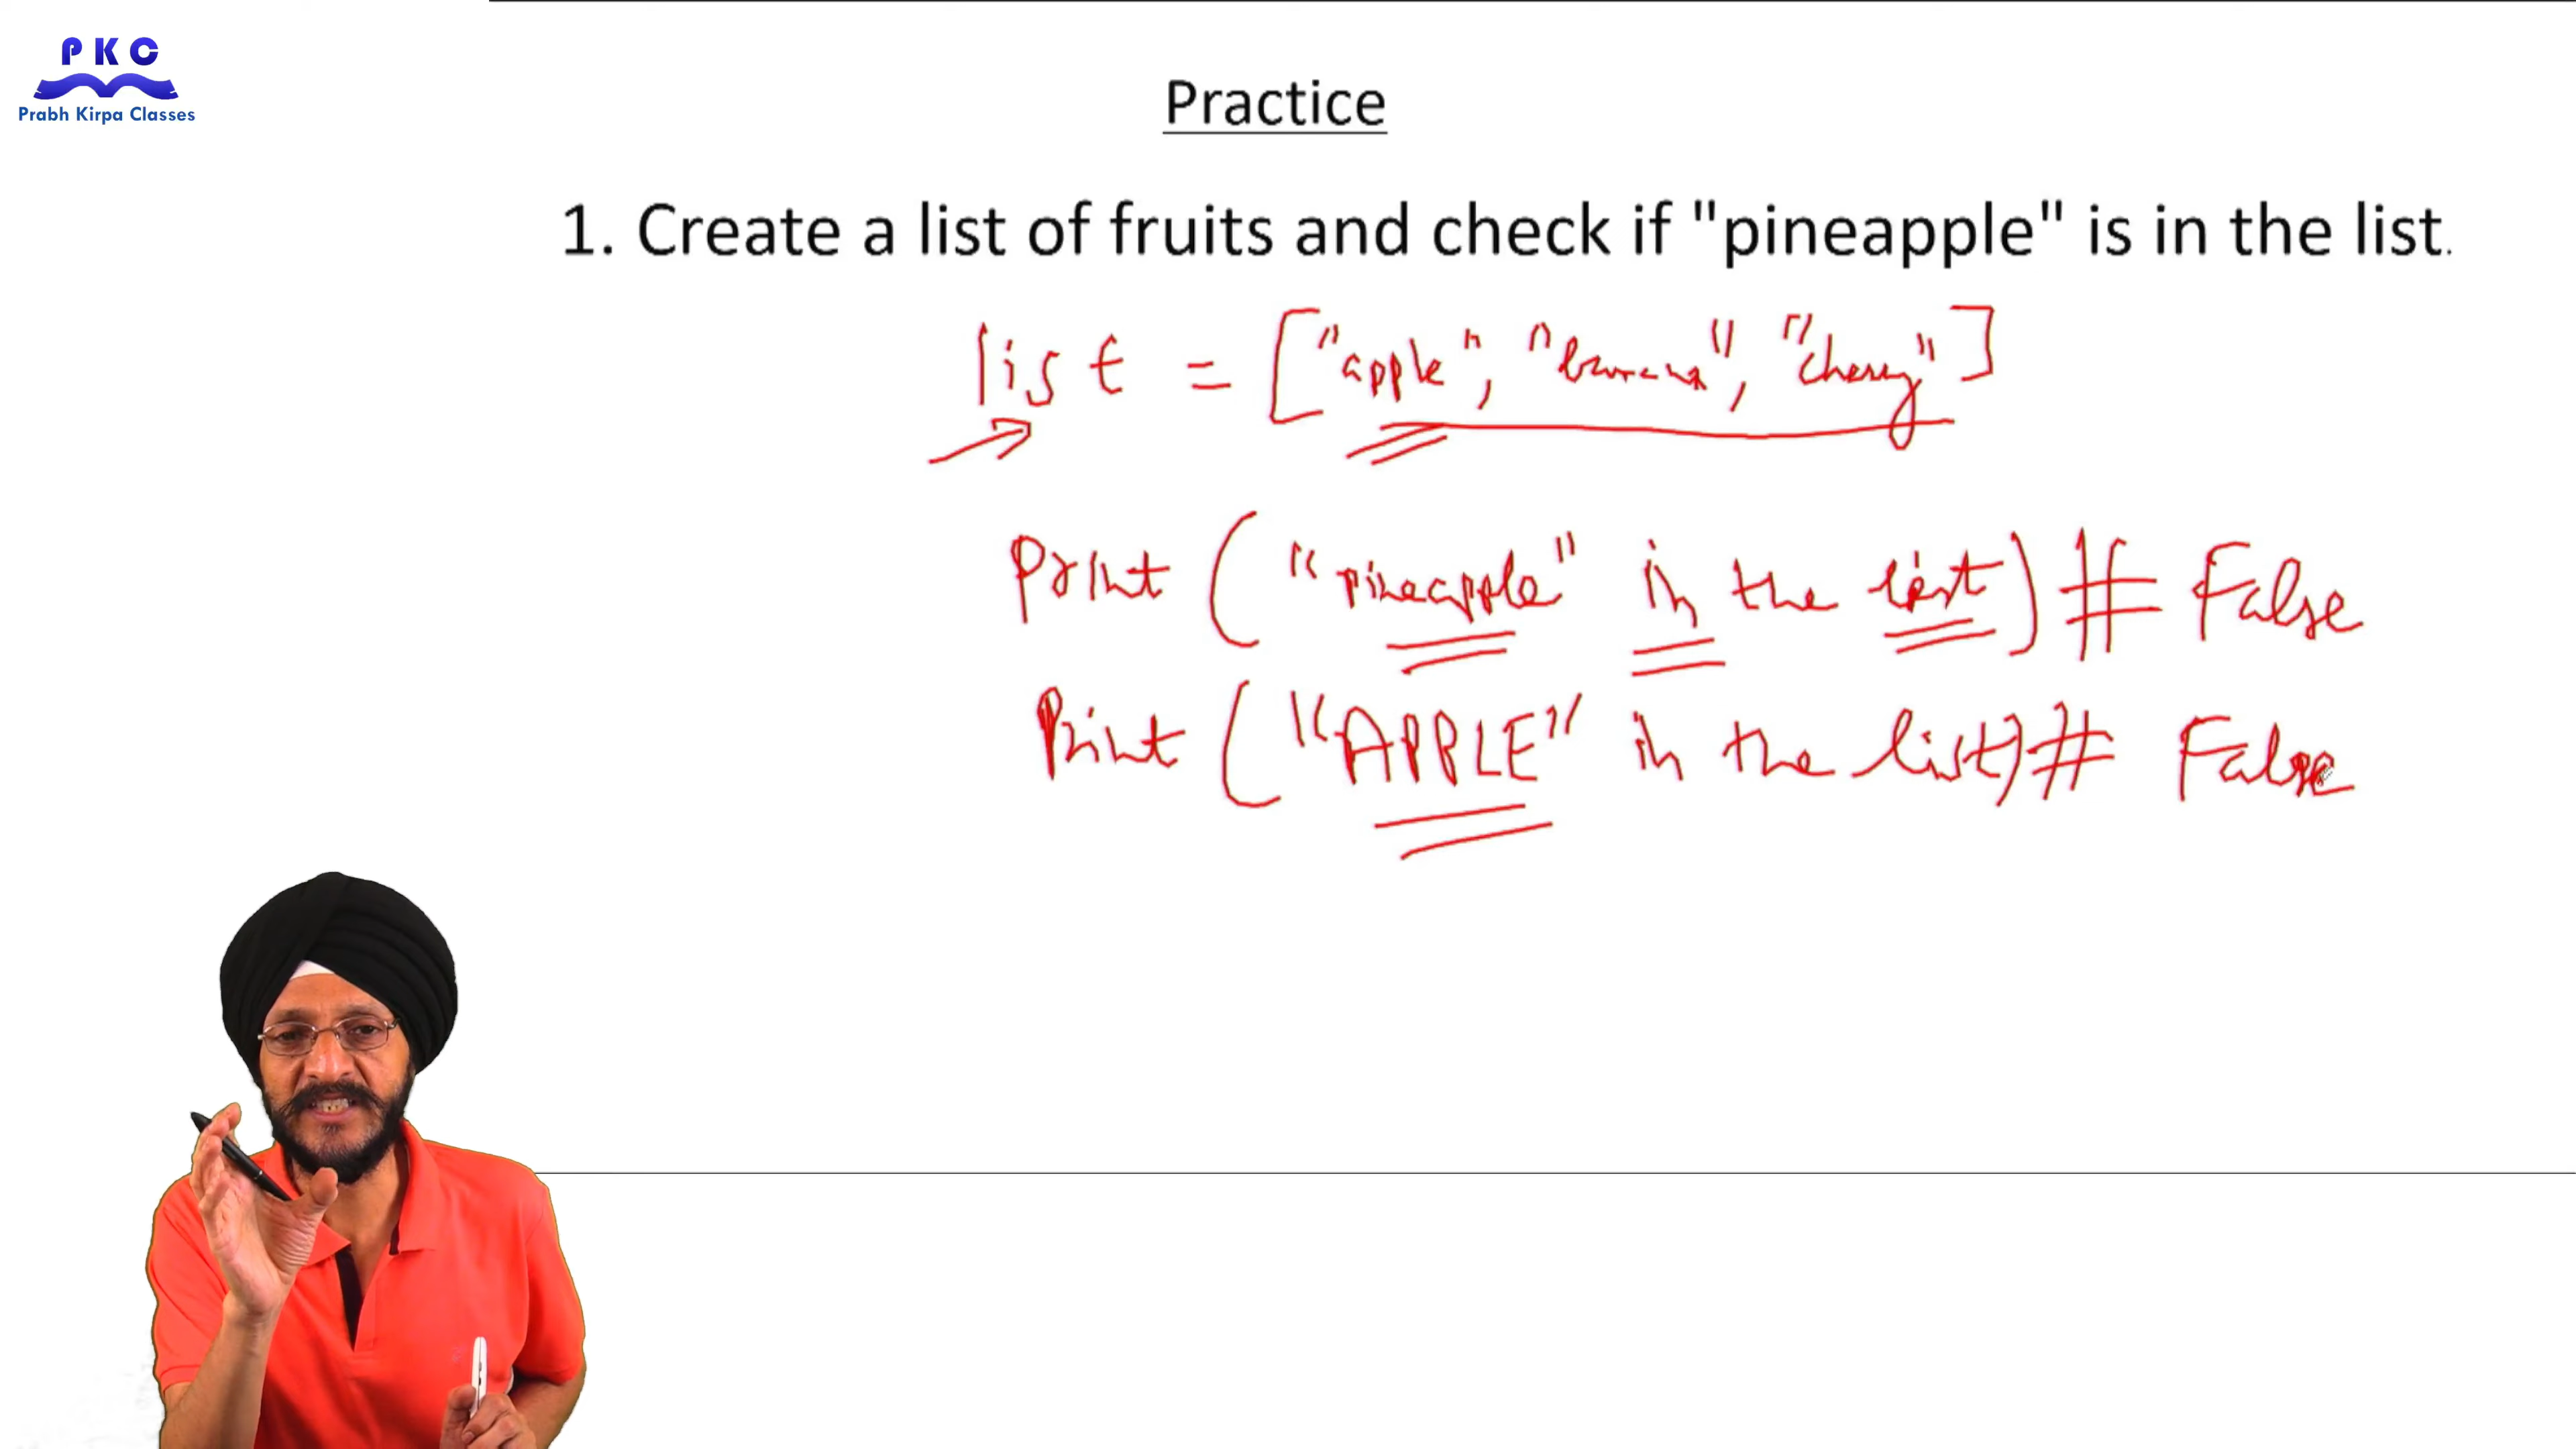 PKC
Prabh Kirpa Classes
Practice
1. Create a list of fruits and check if "pineapple" is in the list.
list = ["apple", "banana", "cherry"]
Print ("pineapple" in the list) # False
Print ("APPLE" in the list) # False